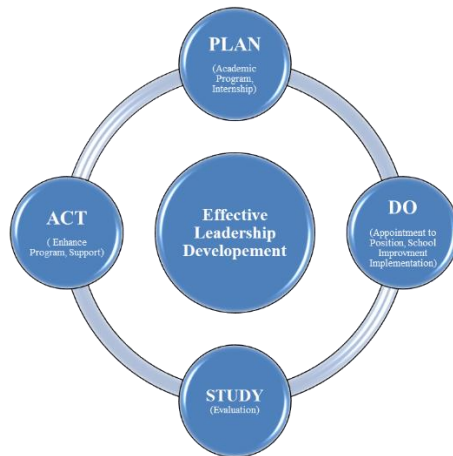 PLAN
(Academic
Program,
Internship)
ACT
( Enhance
Program, Support)
Effective
Leadership
Developement
DO
(Appointment to
Position, School
Improvment
Implementation)
STUDY
(Evaluation)